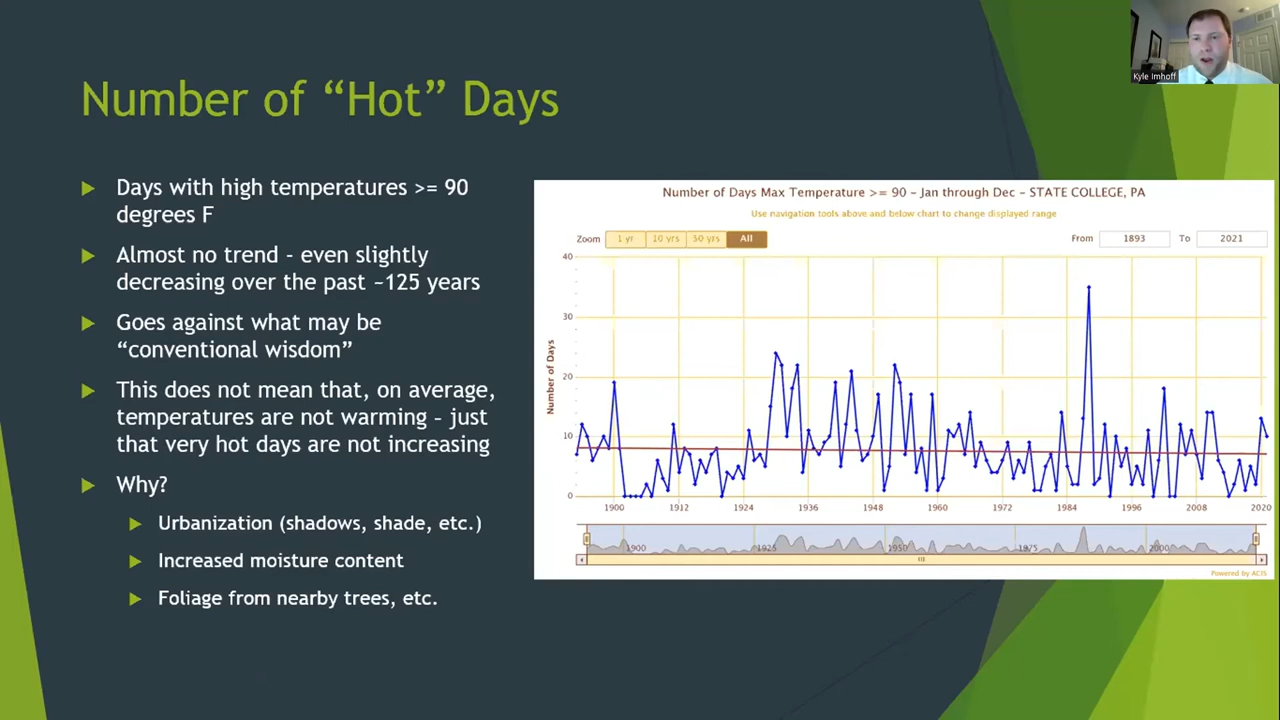 Kyle Imhoff
Number of “Hot” Days
Days with high temperatures >= 90
degrees F
Almost no trend – even slightly
decreasing over the past ~125 years
Goes against what may be
“conventional wisdom”
This does not mean that, on average,
temperatures are not warming – just
that very hot days are not increasing
Why?
Urbanization (shadows, shade, etc.)
Increased moisture content
Foliage from nearby trees, etc.
Number of Days Max Temperature >= 90 – Jan through Dec – STATE COLLEGE, PA
Use navigation tools above and below chart to change displayed range
Zoom 1 yr 10 yrs 50 yrs All From 1893 To 2021
Number of Days
40
30
20
10
0
1900 1912 1924 1936 1948 1960 1972 1984 1996 2008 2020
1900 1925 1950 1975 2000
Powered by ACIS